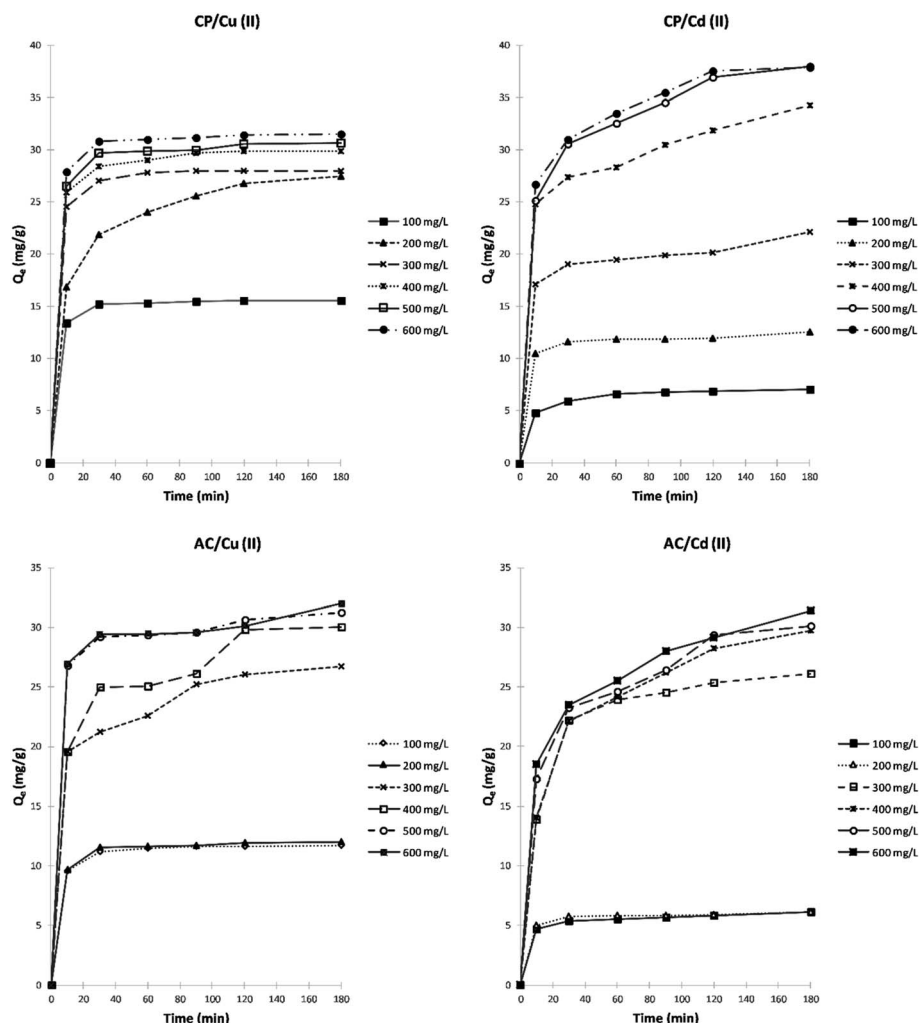 CP/Cu (II)
40
35
30
25
20
15
10
5
0
Qe (mg/g)
0 20 40 60 80 100 120 140 160 180
Time (min)
100 mg/L
200 mg/L
300 mg/L
400 mg/L
500 mg/L
600 mg/L
CP/Cd (II)
40
35
30
25
20
15
10
5
0
Qe (mg/g)
0 20 40 60 80 100 120 140 160 180
Time (min)
100 mg/L
200 mg/L
300 mg/L
400 mg/L
500 mg/L
600 mg/L
AC/Cu (II)
35
30
25
20
15
10
5
0
Qe (mg/g)
0 20 40 60 80 100 120 140 160 180
Time (min)
100 mg/L
200 mg/L
300 mg/L
400 mg/L
500 mg/L
600 mg/L
AC/Cd (II)
35
30
25
20
15
10
5
0
Qe (mg/g)
0 20 40 60 80 100 120 140 160 180
Time (min)
100 mg/L
200 mg/L
300 mg/L
400 mg/L
500 mg/L
600 mg/L